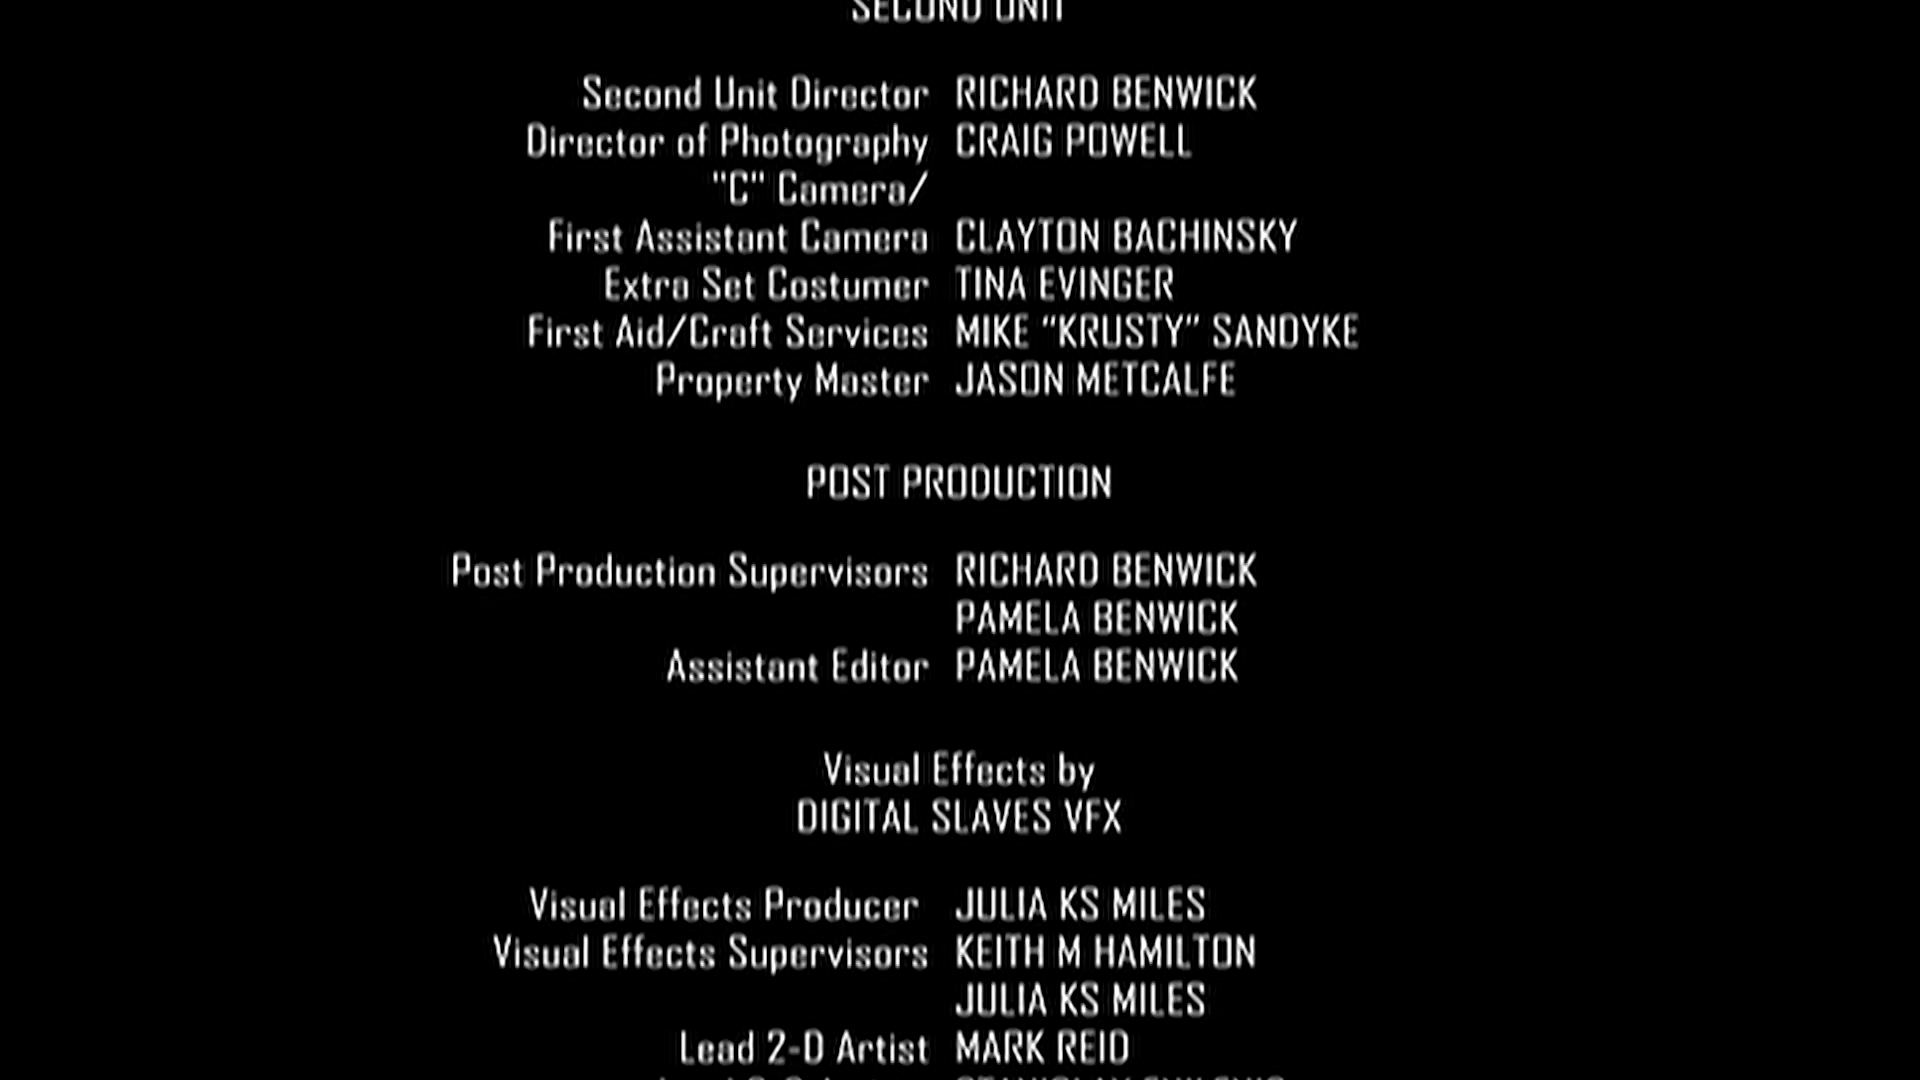 SECOND UNIT
Second Unit Director RICHARD BENWICK
Director of Photography CRAIG POWELL
"C" Camera/
First Assistant Camera CLAYTON BACHINSKY
Extra Set Costumer TINA EVINGER
First Aid/Craft Services MIKE “KRUSTY” SANDYKE
Property Master JASON METCALFE
POST PRODUCTION
Post Production Supervisors RICHARD BENWICK
PAMELA BENWICK
Assistant Editor PAMELA BENWICK
Visual Effects by
DIGITAL SLAVES VFX
Visual Effects Producer JULIA KS MILES
Visual Effects Supervisors KEITH M HAMILTON
JULIA KS MILES
Lead 2-D Artist MARK REID